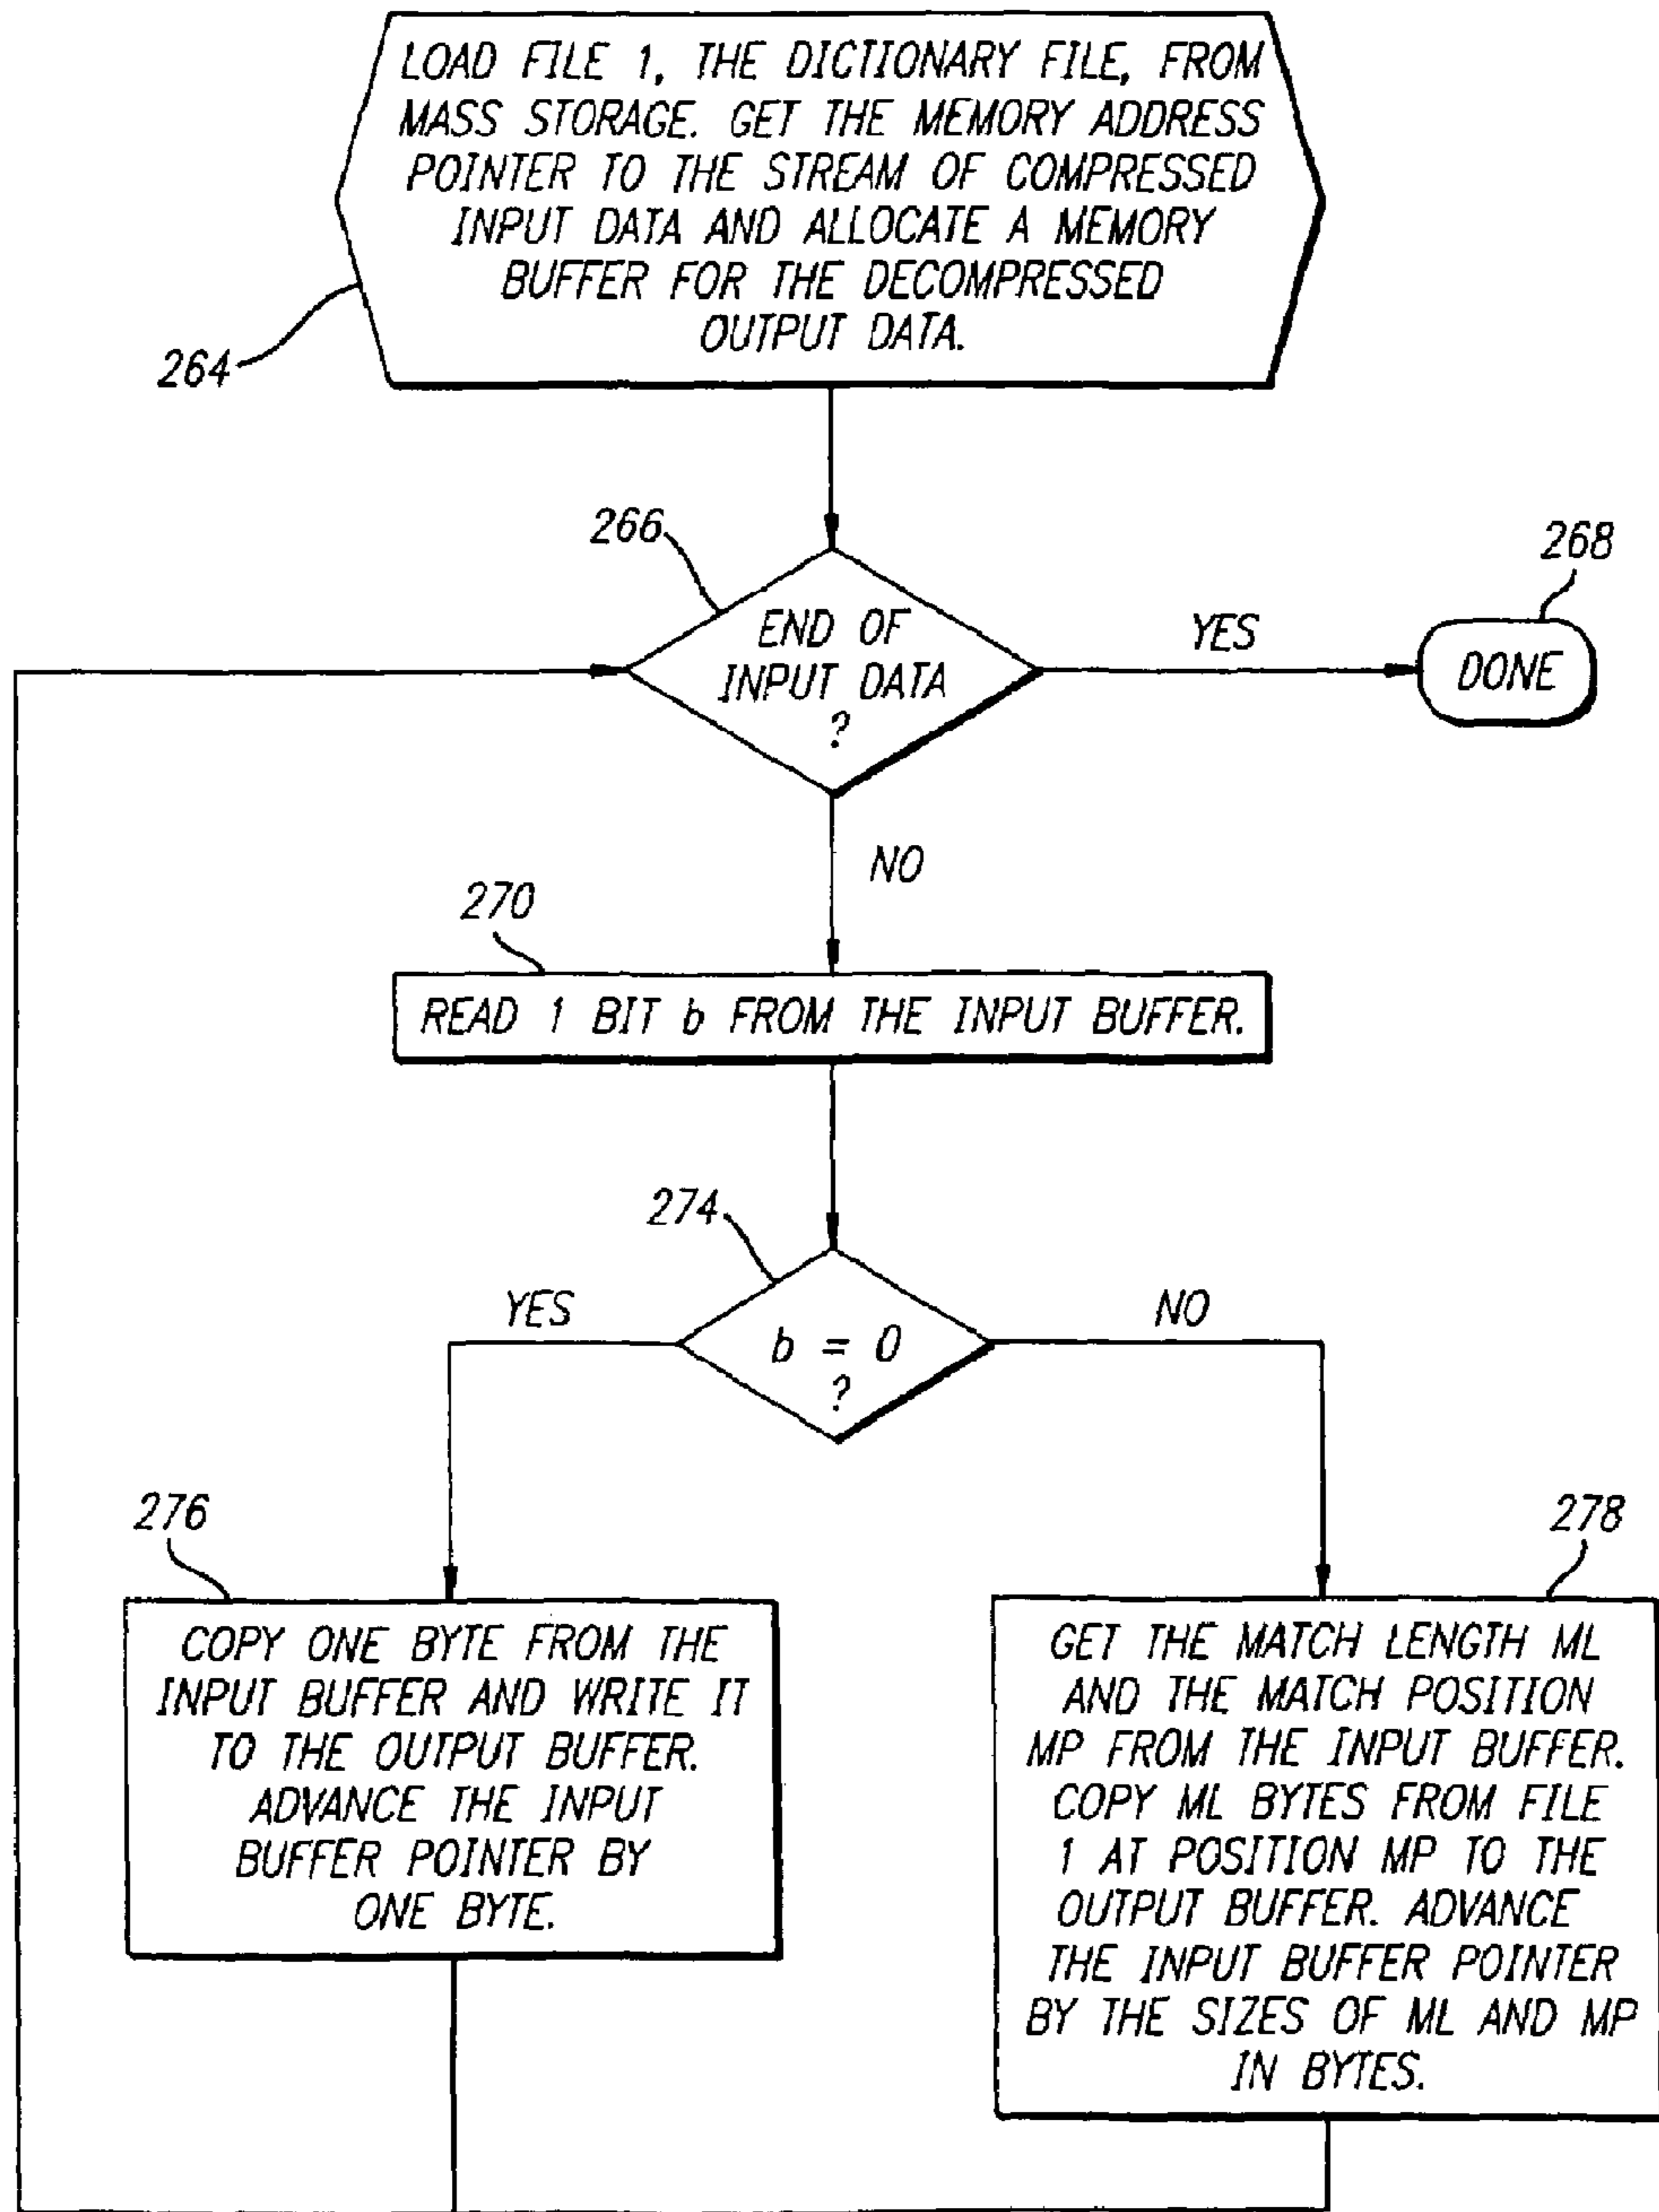 LOAD FILE 1, THE DICTIONARY FILE, FROM
MASS STORAGE. GET THE MEMORY ADDRESS
POINTER TO THE STREAM OF COMPRESSED
INPUT DATA AND ALLOCATE A MEMORY
BUFFER FOR THE DECOMPRESSED
OUTPUT DATA.
264
266
268
END OF
INPUT DATA
?
YES
DONE
NO
270
READ 1 BIT b FROM THE INPUT BUFFER.
274
YES
b = 0
?
NO
276
278
COPY ONE BYTE FROM THE
INPUT BUFFER AND WRITE IT
TO THE OUTPUT BUFFER.
ADVANCE THE INPUT
BUFFER POINTER BY
ONE BYTE.
GET THE MATCH LENGTH ML
AND THE MATCH POSITION
MP FROM THE INPUT BUFFER.
COPY ML BYTES FROM FILE
1 AT POSITION MP TO THE
OUTPUT BUFFER. ADVANCE
THE INPUT BUFFER POINTER
BY THE SIZES OF ML AND MP
IN BYTES.